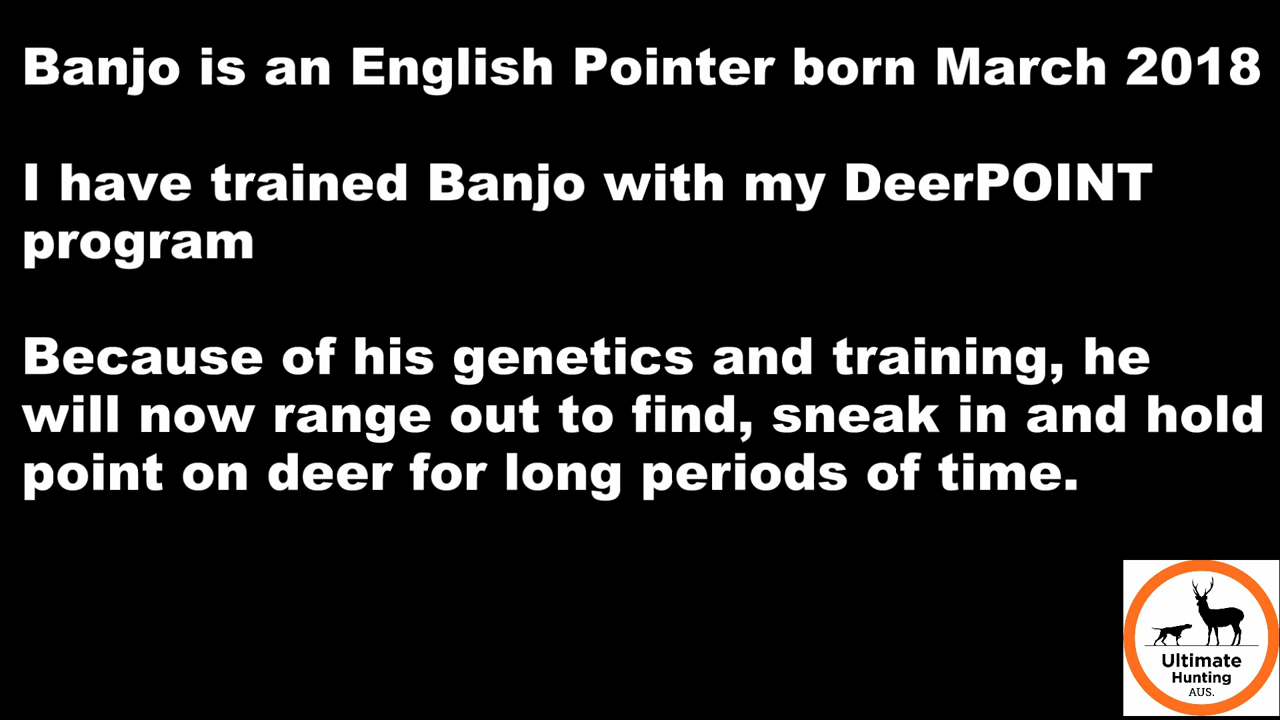 Banjo is an English Pointer born March 2018
I have trained Banjo with my DeerPOINT
program
Because of his genetics and training, he
will now range out to find, sneak in and hold
point on deer for long periods of time.
Ultimate
Hunting
AUS.